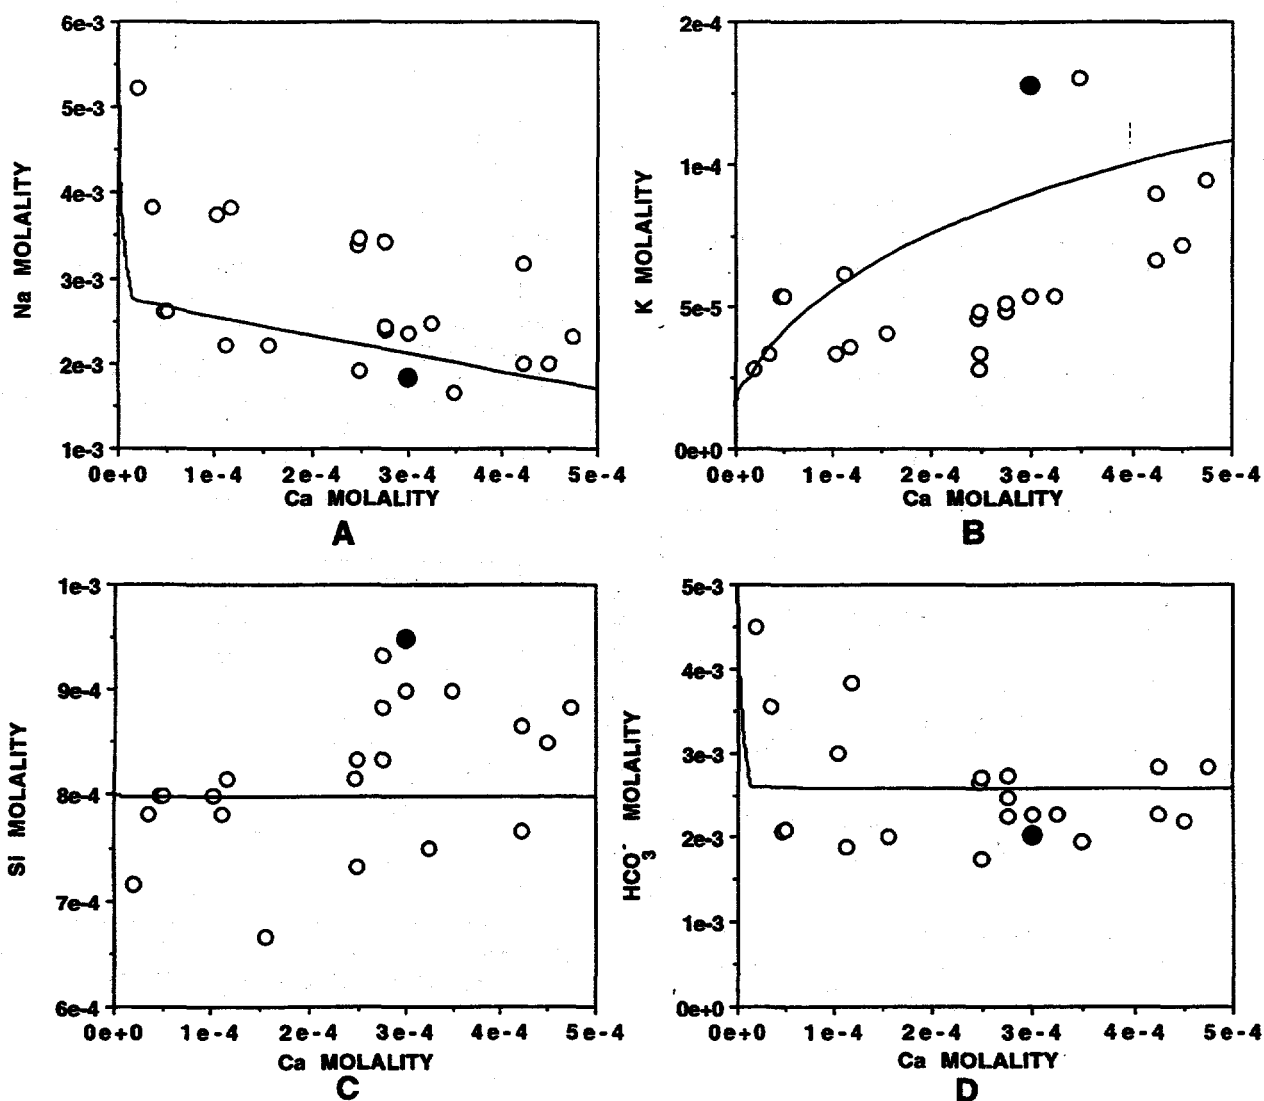 6e-3
5e-3
4e-3
3e-3
2e-3
1e-3
Na MOLALITY
0e+0 1e-4 2e-4 3e-4 4e-4 5e-4
Ca MOLALITY
A
2e-4
1e-4
5e-5
0e+0
K MOLALITY
0e+0 1e-4 2e-4 3e-4 4e-4 5e-4
Ca MOLALITY
B
1e-3
9e-4
8e-4
7e-4
6e-4
Si MOLALITY
0e+0 1e-4 2e-4 3e-4 4e-4 5e-4
Ca MOLALITY
C
5e-3
4e-3
3e-3
2e-3
1e-3
0e+0
HCO3- MOLALITY
0e+0 1e-4 2e-4 3e-4 4e-4 5e-4
Ca MOLALITY
D